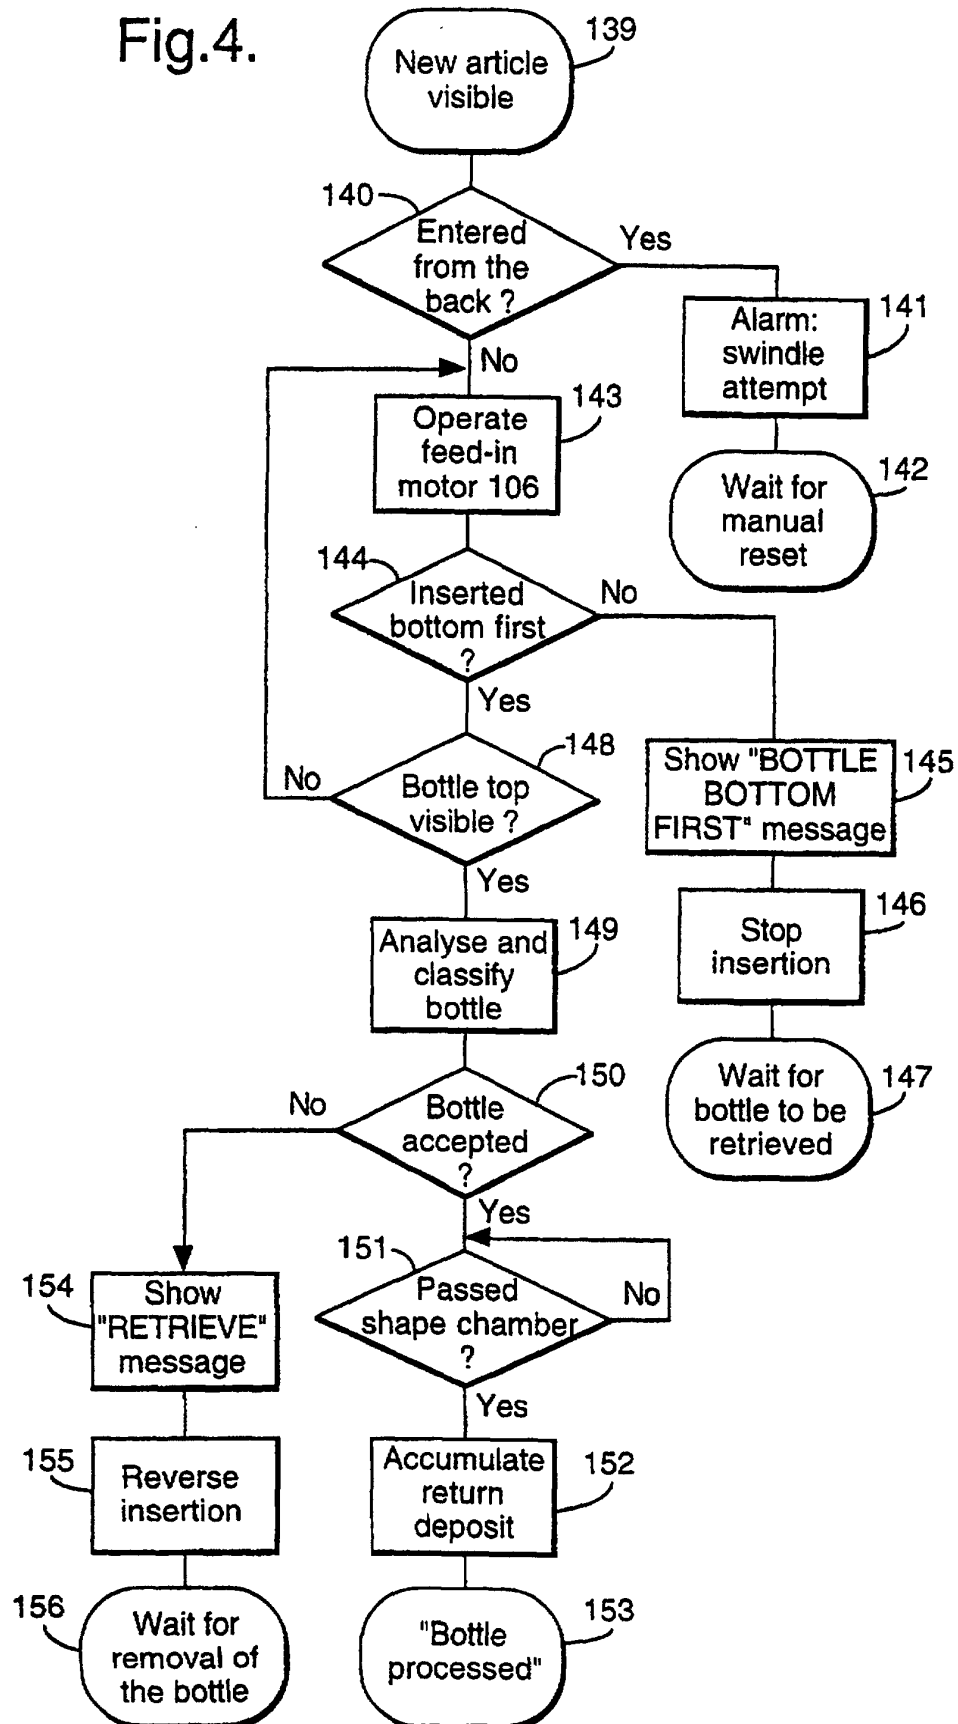 Fig.4.
New article
visible
139
140
Entered
from the
back ?
Yes
Alarm:
swindle
attempt
141
Wait for
manual
reset
142
No
Operate
feed-in
motor 106
143
144
Inserted
bottom first
?
No
Show "BOTTLE
BOTTOM
FIRST" message
145
Stop
insertion
146
Wait for
bottle to be
retrieved
147
Yes
148
Bottle top
visible ?
No
Yes
Analyse and
classify
bottle
149
150
Bottle
accepted
?
No
Yes
151
Passed
shape chamber
?
No
Yes
154
Show
"RETRIEVE"
message
155
Reverse
insertion
156
Wait for
removal of
the bottle
Accumulate
return
deposit
152
"Bottle
processed"
153